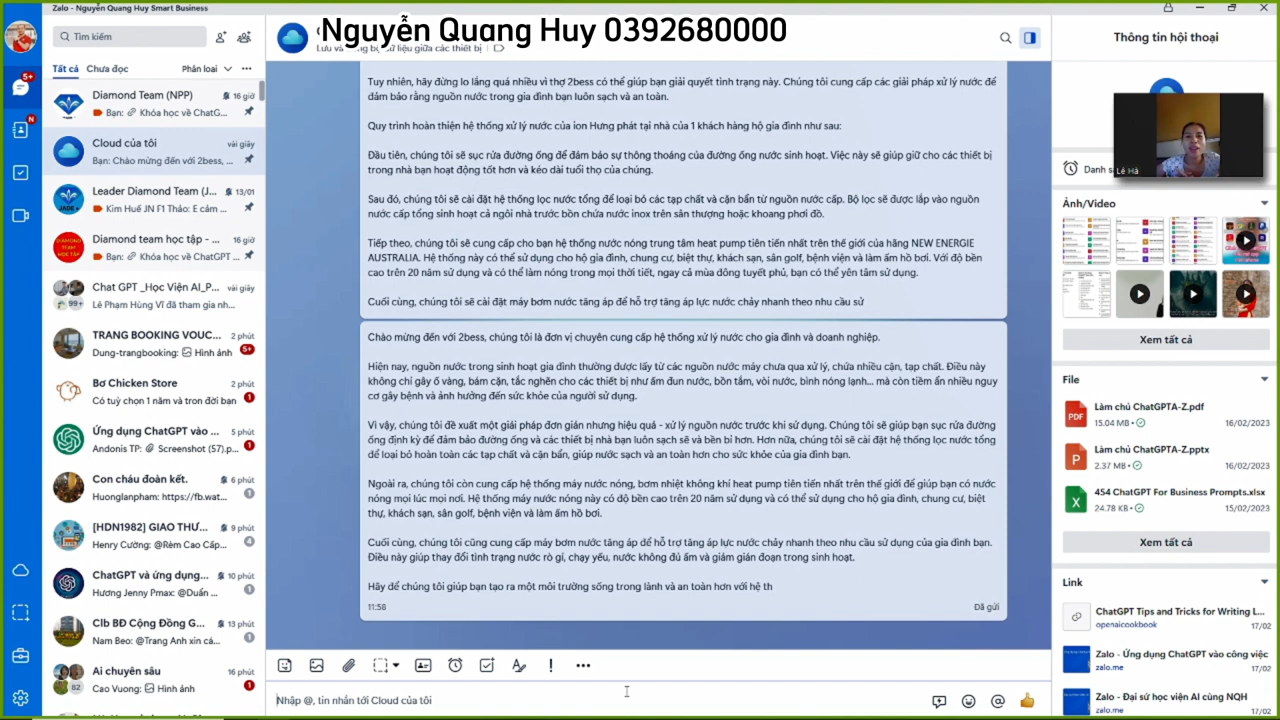 Zalo - Nguyễn Quang Huy Smart Business
Nguyễn Quang Huy 0392680000
Tìm kiếm
Tất cả Chưa đọc Phân loại
5+
N
Diamond Team (NPP) 16 giờ
Bạn: Khóa học về ChatG...
Cloud của tôi vài giây
Bạn: Chào mừng đến với 2bess, ...
Leader Diamond Team (J... 13/01
Kim Huế JN F1 Thảo: E cảm ...
Diamond team học tập - ... 16 giờ
Bạn: Khóa học về ChatGPT ...
Chat GPT _Học Viện AI_P... vài giây
Lê Phạm Hùng Vĩ đã tham gia nh...
99+
TRANG BOOKING VOUC... 2 phút
Dung-trangbooking: Hình ảnh 5+
Bơ Chicken Store 2 phút
Có tuỳ chọn 1 năm và trọn đời bạn 1
Ứng dụng ChatGPT vào ... 5 phút
Andonis TP: Screenshot (57).p... 1
Con cháu đoàn kết. 6 phút
Huonglanpham: https://fb.wat... 1
[HDN1982] GIAO THƯ... 9 phút
Henry Cường: @Rèm Cao Cấp... 4
ChatGPT và ứng dụng... 10 phút
Hương Jenny Pmax: @Duẩn ... 1
Clb BĐ Cộng Đồng G... 13 phút
Nam Beo: @Trang Anh xin cá... 1
Ai chuyên sâu 16 phút
Cao Vuong: Hình ảnh 1
82
Tuy nhiên, hãy đừng lo lắng quá nhiều vì thợ 2bess có thể giúp bạn giải quyết tình trạng này. Chúng tôi cung cấp các giải pháp xử lý nước để
đảm bảo rằng nguồn nước trong gia đình bạn luôn sạch và an toàn.
Quy trình hoàn thiện hệ thống xử lý nước của ion Hưng phát tại nhà của 1 khách hàng hộ gia đình như sau:
Đầu tiên, chúng tôi sẽ sục rửa đường ống để đảm bảo sự thông thoáng của đường ống nước sinh hoạt. Việc này sẽ giúp giữ cho các thiết bị
trong nhà bạn hoạt động tốt hơn và kéo dài tuổi thọ của chúng.
Sau đó, chúng tôi sẽ cài đặt hệ thống lọc nước tổng để loại bỏ các tạp chất và cặn bẩn từ nguồn nước cấp. Bộ lọc sẽ được lắp vào nguồn
nước cấp tổng sinh hoạt cả ngôi nhà trước bồn chứa nước inox trên sân thượng hoặc khoang phơi đồ.
Tiếp theo, chúng tôi sẽ cung cấp cho bạn hệ thống nước nóng trung tâm heat pump tiên tiến nhất trên thế giới của hãng NEW ENERGIE
AUSTRALIA. Hệ thống này có thể sử dụng cho hộ gia đình, chung cư, biệt thự, khách sạn, sân golf, bệnh viện và làm ấm hồ bơi. Với độ bền
cao trên 20 năm sử dụng và có thể làm nóng trong mọi thời tiết, ngay cả mùa đông tuyết phủ, bạn có thể yên tâm sử dụng.
Cuối cùng, chúng tôi sẽ cài đặt máy bơm nước tăng áp để hỗ trợ tăng áp lực nước chảy nhanh theo nhu cầu sử
Chào mừng đến với 2bess, chúng tôi là đơn vị chuyên cung cấp hệ thống xử lý nước cho gia đình và doanh nghiệp.
Hiện nay, nguồn nước trong sinh hoạt gia đình thường được lấy từ các nguồn nước máy chưa qua xử lý, chứa nhiều cặn, tạp chất. Điều này
không chỉ gây ố vàng, bám cặn, tắc nghẽn cho các thiết bị như ấm đun nước, bồn tắm, vòi nước, bình nóng lạnh... mà còn tiềm ẩn nhiều nguy
cơ gây bệnh và ảnh hưởng đến sức khỏe của người sử dụng.
Vì vậy, chúng tôi đề xuất một giải pháp đơn giản nhưng hiệu quả - xử lý nguồn nước trước khi sử dụng. Chúng tôi sẽ giúp bạn sục rửa đường
ống định kỳ để đảm bảo đường ống và các thiết bị nhà bạn luôn sạch sẽ và bền bỉ hơn. Hơn nữa, chúng tôi sẽ cài đặt hệ thống lọc nước tổng
để loại bỏ hoàn toàn các tạp chất và cặn bẩn, giúp nước sạch và an toàn hơn cho sức khỏe của gia đình bạn.
Ngoài ra, chúng tôi còn cung cấp hệ thống máy nước nóng, bơm nhiệt không khí heat pump tiên tiến nhất trên thế giới để giúp bạn có nước
nóng mọi lúc mọi nơi. Hệ thống máy nước nóng này có độ bền cao trên 20 năm sử dụng và có thể sử dụng cho hộ gia đình, chung cư, biệt
thự, khách sạn, sân golf, bệnh viện và làm ấm hồ bơi.
Cuối cùng, chúng tôi cũng cung cấp máy bơm nước tăng áp để hỗ trợ tăng áp lực nước chảy nhanh theo nhu cầu sử dụng của gia đình bạn.
Điều này giúp thay đổi tình trạng nước rò gỉ, chạy yếu, nước không đủ ấm và giảm gián đoạn trong sinh hoạt.
Hãy để chúng tôi giúp bạn tạo ra một môi trường sống trong lành và an toàn hơn với hệ th
11:58 Đã gửi
Nhập @, tin nhắn tới Cloud của tôi
Thông tin hội thoại
Danh s
Lê Hà
Ảnh/Video
Xem tất cả
File
Làm chủ ChatGPTA-Z.pdf
PDF
15.04 MB 16/02/2023
Làm chủ ChatGPTA-Z.pptx
P
2.37 MB 16/02/2023
454 ChatGPT For Business Prompts.xlsx
X
24.78 KB 15/02/2023
Xem tất cả
Link
ChatGPT Tips and Tricks for Writing L...
openaicookbook 17/02
Zalo - Ứng dụng ChatGPT vào công việc
zalo.me 17/02
Zalo - Đại sứ học viện AI cùng NQH
zalo.me 17/02